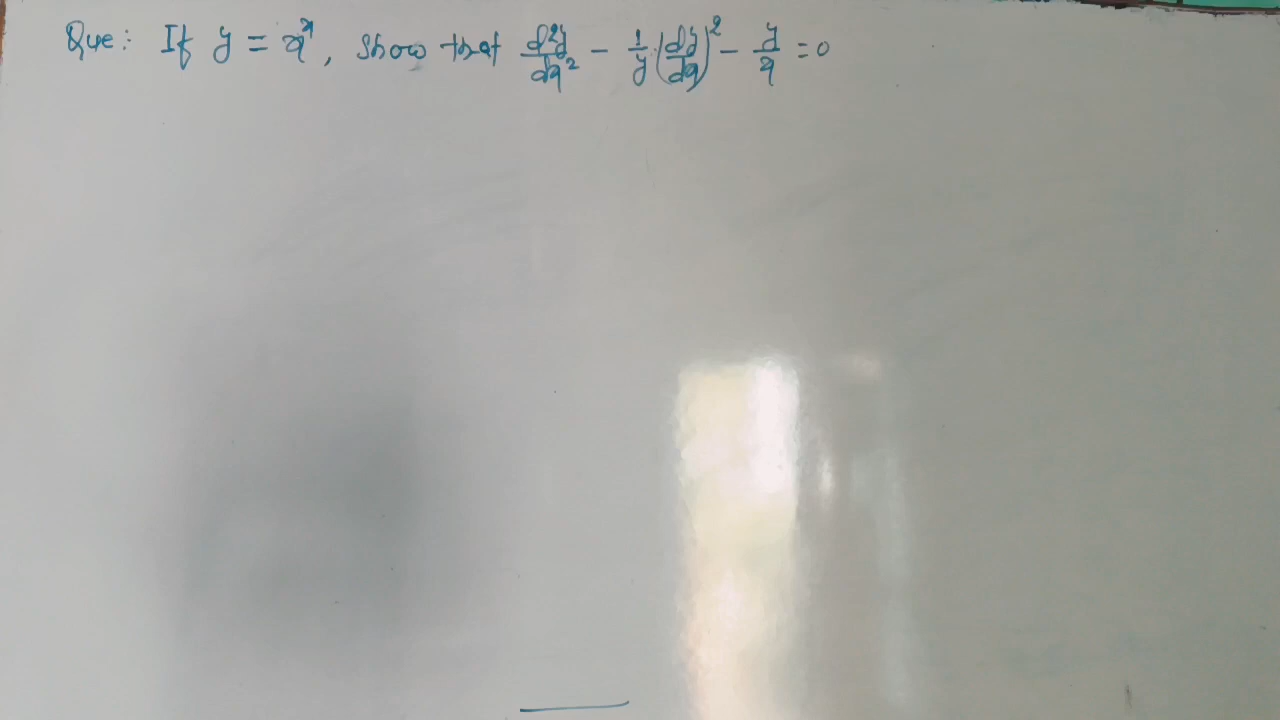 Que: If y = x^x, show that d²y/dx² - 1/y (dy/dx)² - y/x = 0